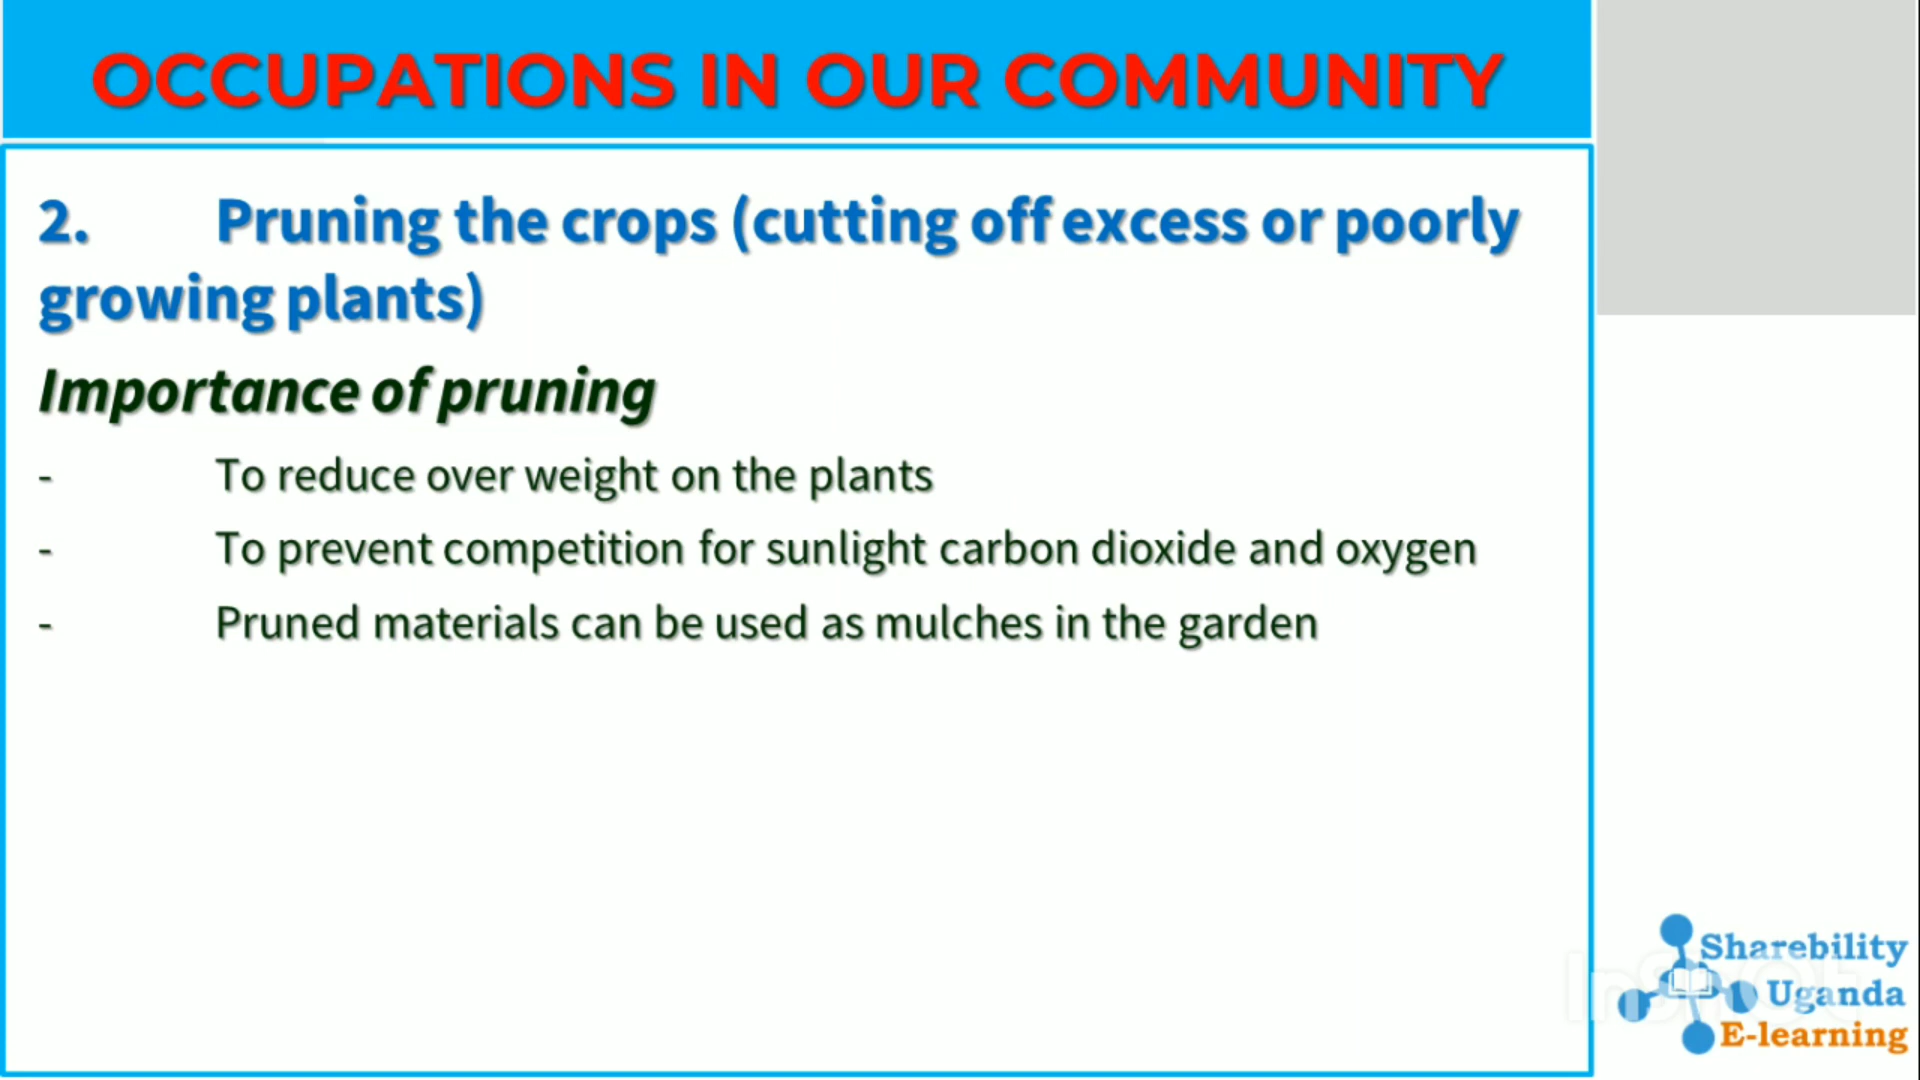 OCCUPATIONS IN OUR COMMUNITY
2. Pruning the crops (cutting off excess or poorly
growing plants)
Importance of pruning
- To reduce over weight on the plants
- To prevent competition for sunlight carbon dioxide and oxygen
- Pruned materials can be used as mulches in the garden
Sharebility
Uganda
E-learning
InShot